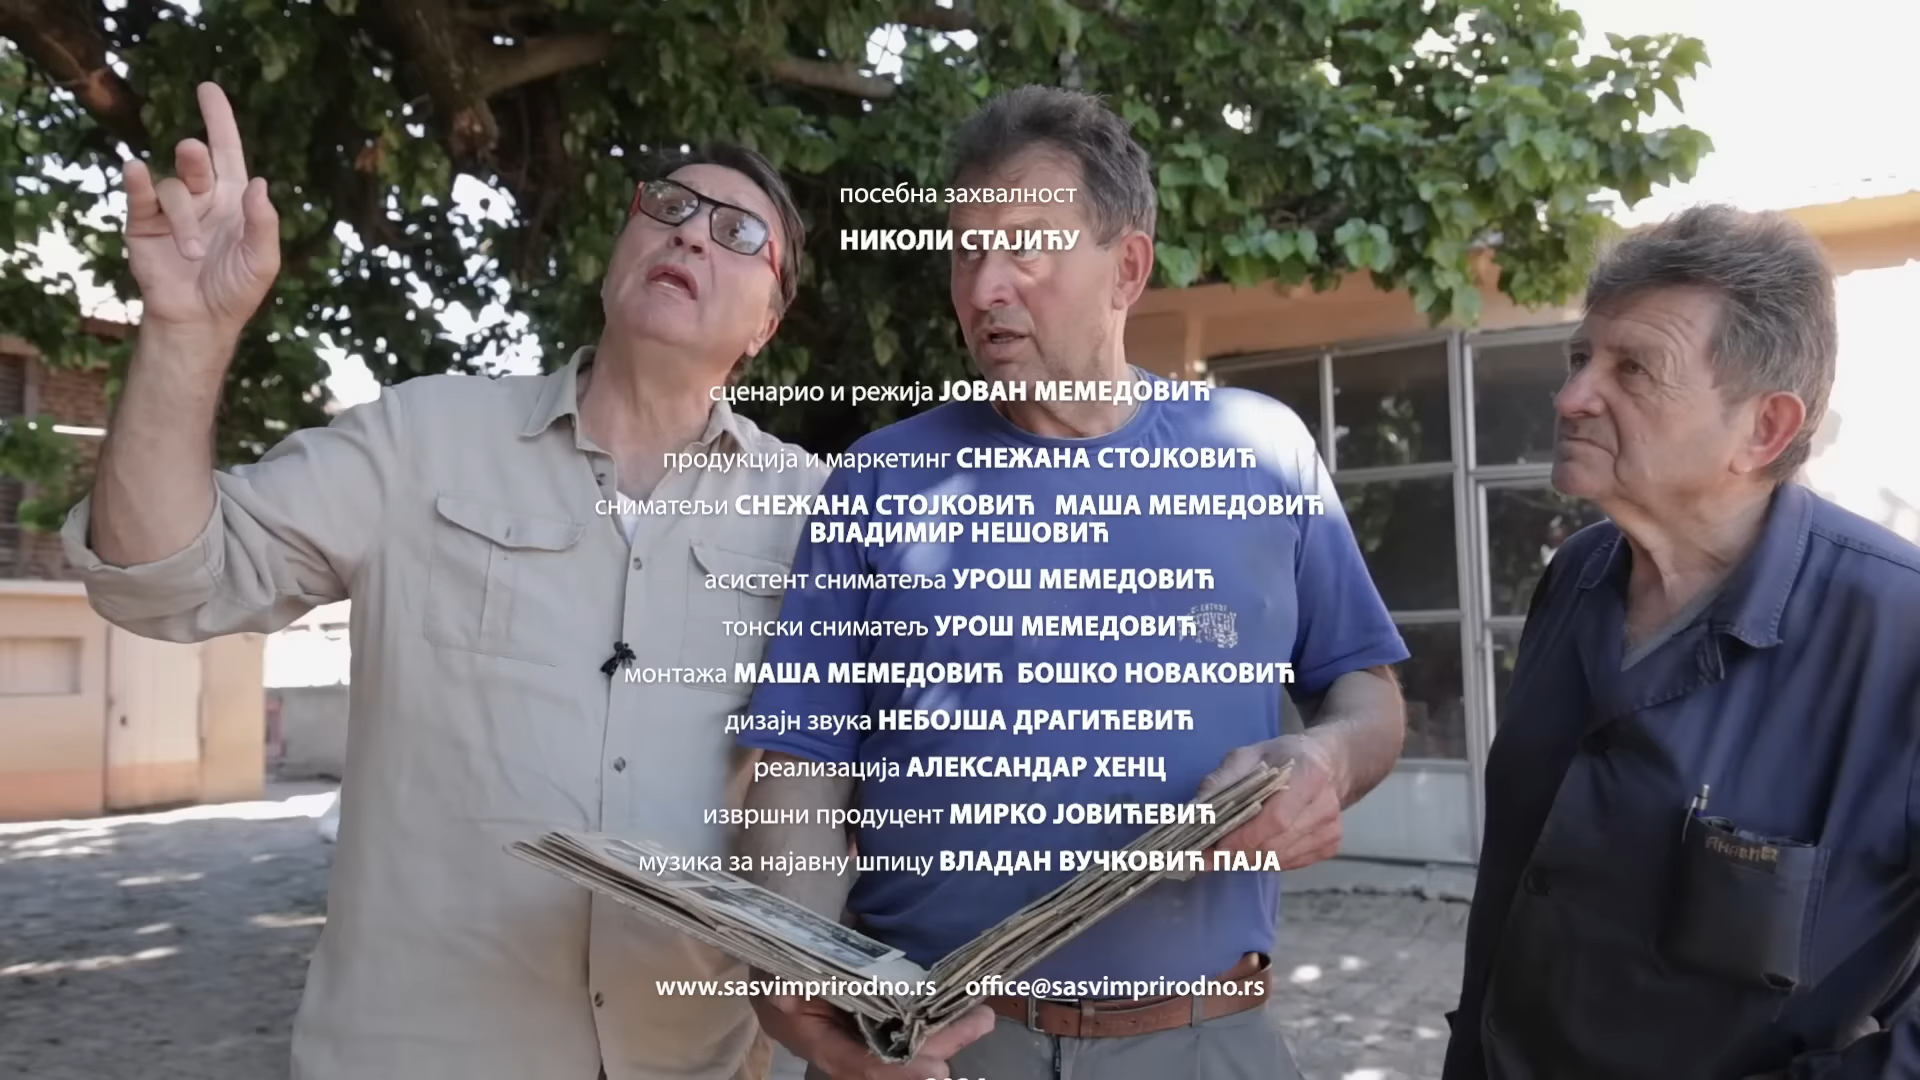 посебна захвалност
НИКОЛИ СТАЈИЋУ
сценарио и режија ЈОВАН МЕМЕДОВИЋ
продукција и маркетинг СНЕЖАНА СТОЈКОВИЋ
сниматељи СНЕЖАНА СТОЈКОВИЋ МАША МЕМЕДОВИЋ
ВЛАДИМИР НЕШОВИЋ
асистент сниматеља УРОШ МЕМЕДОВИЋ
тонски сниматељ УРОШ МЕМЕДОВИЋ
монтажа МАША МЕМЕДОВИЋ БОШКО НОВАКОВИЋ
дизајн звука НЕБОЈША ДРАГИЋЕВИЋ
реализација АЛЕКСАНДАР ХЕНЦ
извршни продуцент МИРКО ЈОВИЋЕВИЋ
музика за најавну шпицу ВЛАДАН ВУЧКОВИЋ ПАЈА
www.sasvimprirodno.rs office@sasvimprirodno.rs